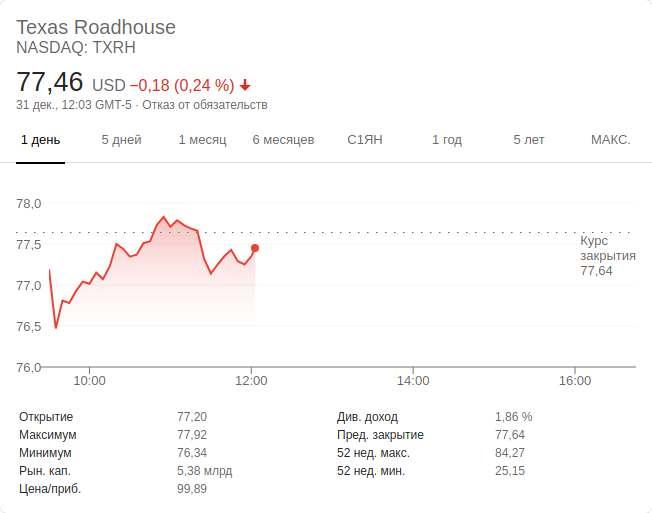 Texas Roadhouse
NASDAQ: TXRH
77,46 USD −0,18 (0,24 %)
31 дек., 12:03 GMT-5 · Отказ от обязательств
1 день 5 дней 1 месяц 6 месяцев С1ЯН 1 год 5 лет МАКС.
78,0
77,5
77,0
76,5
76,0
Курс
закрытия
77,64
10:00 12:00 14:00 16:00
Открытие 77,20
Максимум 77,92
Минимум 76,34
Рын. кап. 5,38 млрд
Цена/приб. 99,89
Див. доход 1,86 %
Пред. закрытие 77,64
52 нед. макс. 84,27
52 нед. мин. 25,15